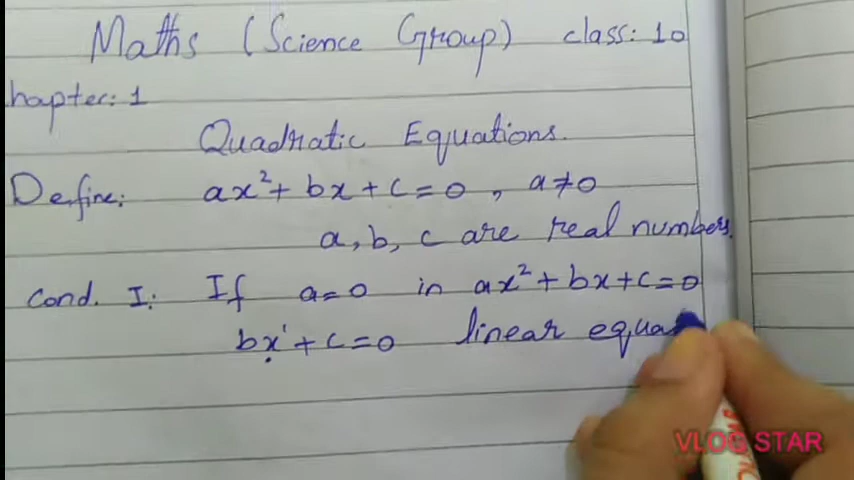 Maths (Science Group) class: 10
hapter: 1
Quadratic Equations.
Define: ax²+ bx + c = 0 , a≠0
a, b, c are real numbers.
Cond. I: If a=0 in ax²+bx+c=0
bx¹ + c = 0 linear equa
VLOG STAR